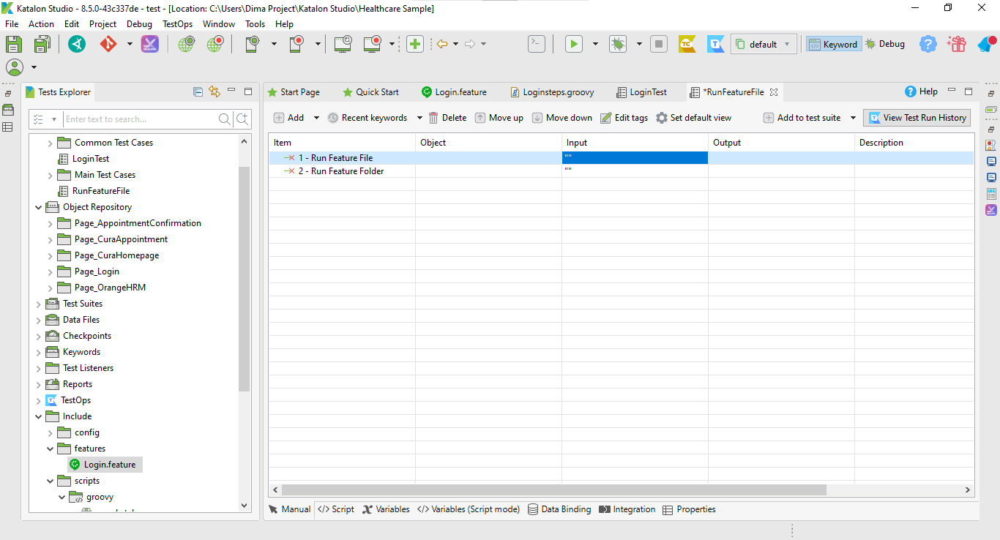 Katalon Studio - 8.5.0-43c337de - test - [Location: C:\Users\Dima Project\Katalon Studio\Healthcare Sample]
File Action Edit Project Debug TestOps Window Tools Help
TC T default Keyword Debug
Tests Explorer
Start Page Quick Start Login.feature Loginsteps.groovy LoginTest *RunFeatureFile Help
Enter text to search...
Add Recent keywords Delete Move up Move down Edit tags Set default view Add to test suite View Test Run History
Common Test Cases
LoginTest
Main Test Cases
RunFeatureFile
Object Repository
Page_AppointmentConfirmation
Page_CuraAppointment
Page_CuraHomepage
Page_Login
Page_OrangeHRM
Test Suites
Data Files
Checkpoints
Keywords
Test Listeners
Reports
TestOps
Include
config
features
Login.feature
scripts
groovy
Item Object Input Output Description
1 - Run Feature File ""
2 - Run Feature Folder ""
Manual Script Variables Variables (Script mode) Data Binding Integration Properties